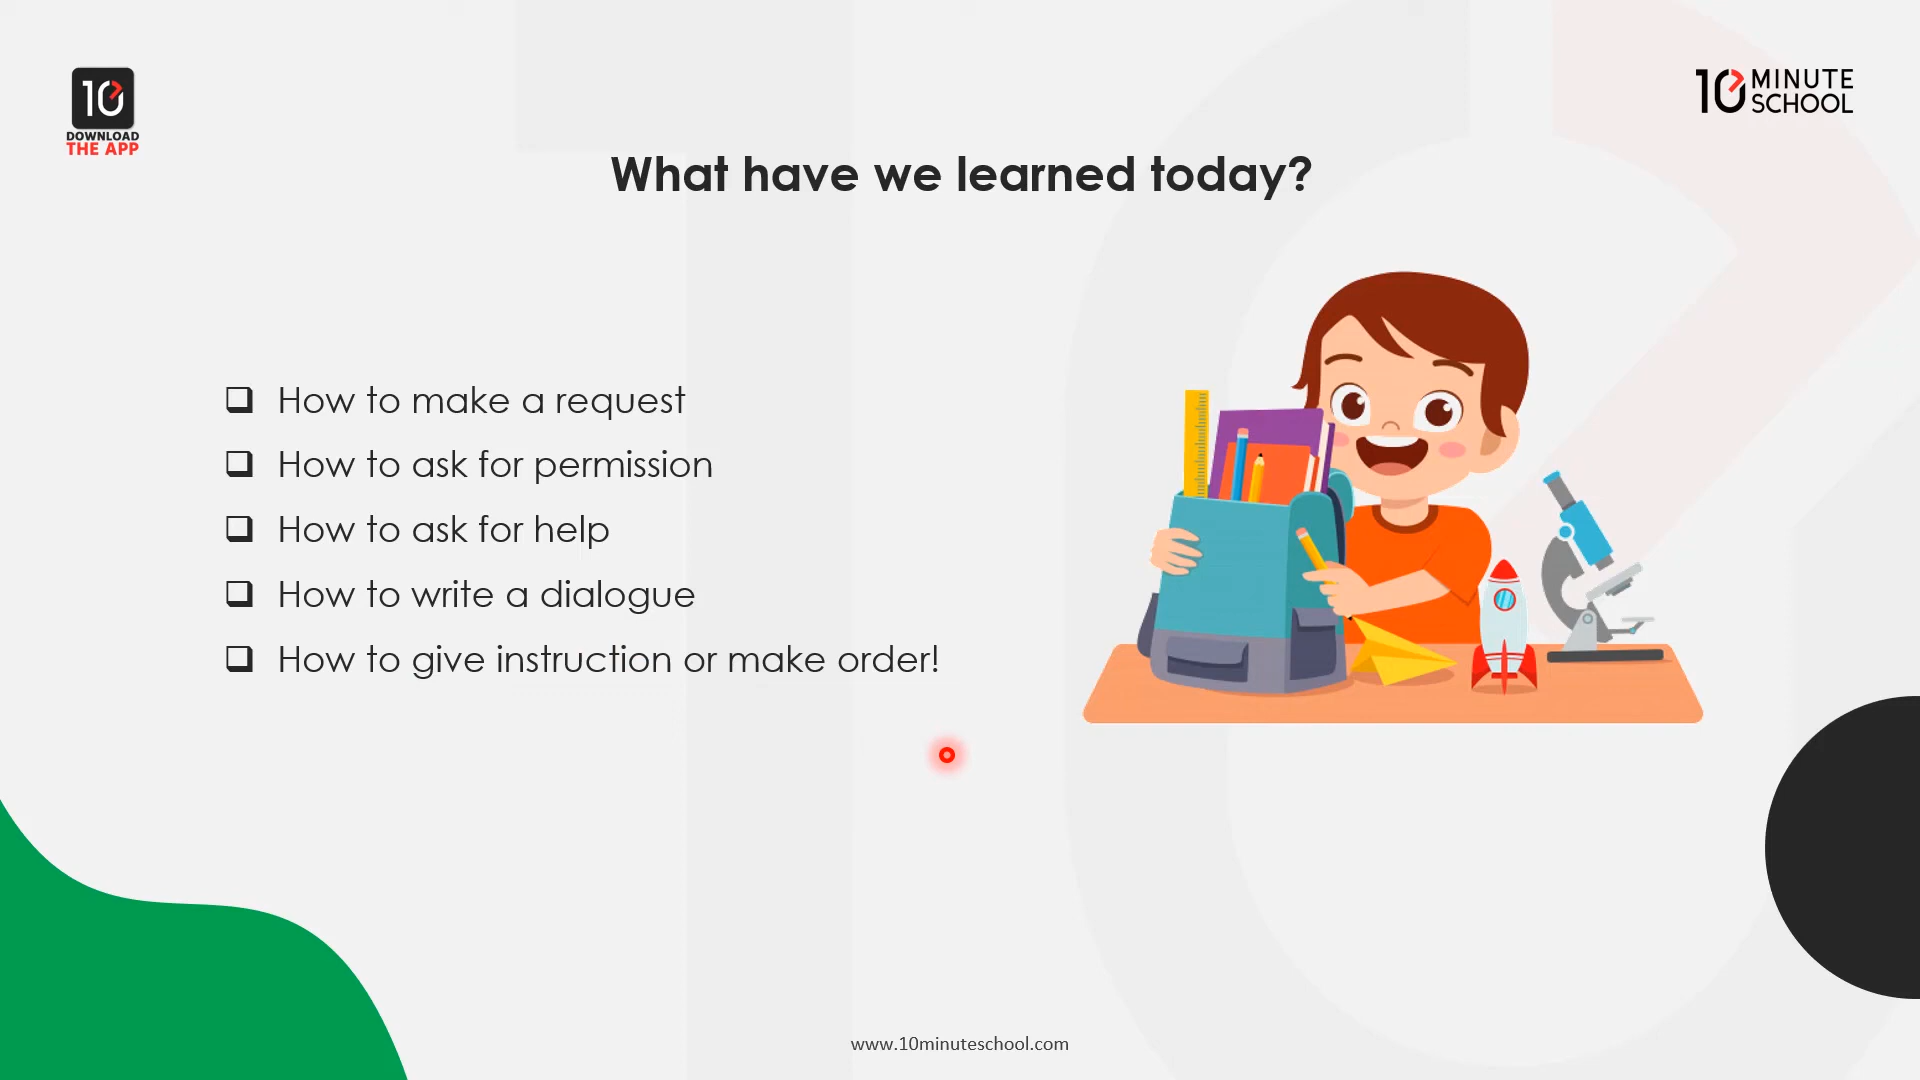 10
DOWNLOAD
THE APP
10 MINUTE
SCHOOL
What have we learned today?
How to make a request
How to ask for permission
How to ask for help
How to write a dialogue
How to give instruction or make order!
www.10minuteschool.com